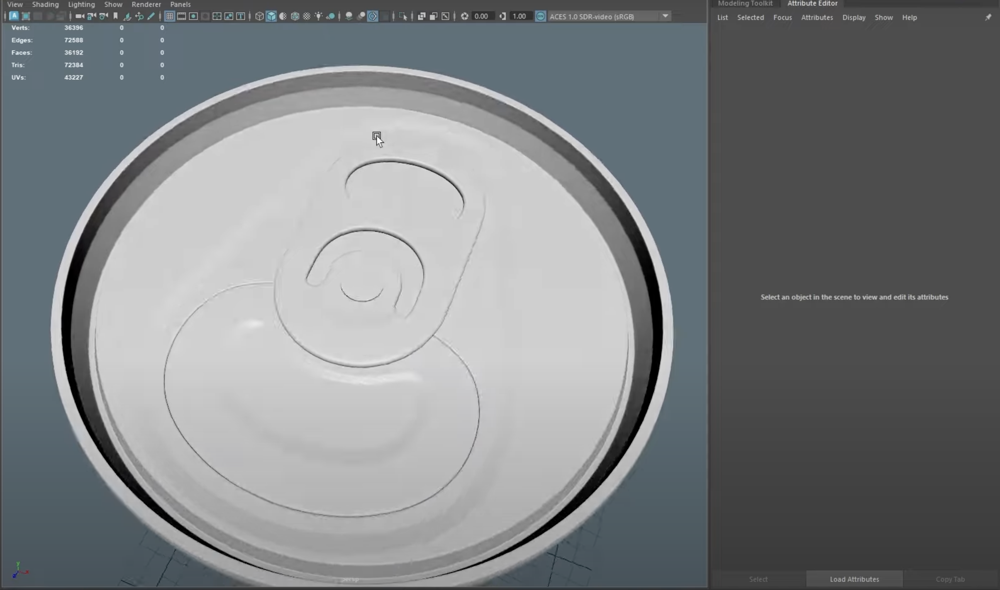 View Shading Lighting Show Renderer Panels
Modeling Toolkit Attribute Editor
A T 0.00 1.00 ON ACES 1.0 SDR-video (sRGB)
List Selected Focus Attributes Display Show Help
Verts: 36396 0 0
Edges: 72588 0 0
Faces: 36192 0 0
Tris: 72384 0 0
UVs: 43227 0 0
Select an object in the scene to view and edit its attributes
y
x
z
persp
Select Load Attributes Copy Tab